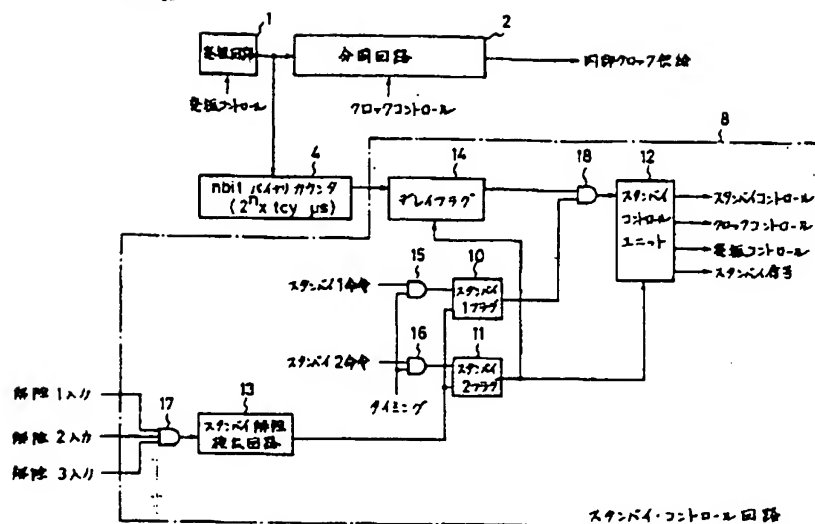 1
2
発振回路
分周回路
内部クロック供給
発振コントロール
クロックコントロール
8
4
14
18
12
nbit バイナリ カウンタ
(2ⁿx tcy μs)
ディレイフラグ
スタンバイ
コントロール
ユニット
スタンバイコントロール
クロックコントロール
発振コントロール
スタンバイ信号
15
10
スタンバイ1命令
スタンバイ
1フラグ
16
11
スタンバイ2命令
スタンバイ
2フラグ
タイミング
解除 1入力
17
13
解除 2入力
スタンバイ解除
検出回路
解除 3入力
スタンバイ・コントロール回路